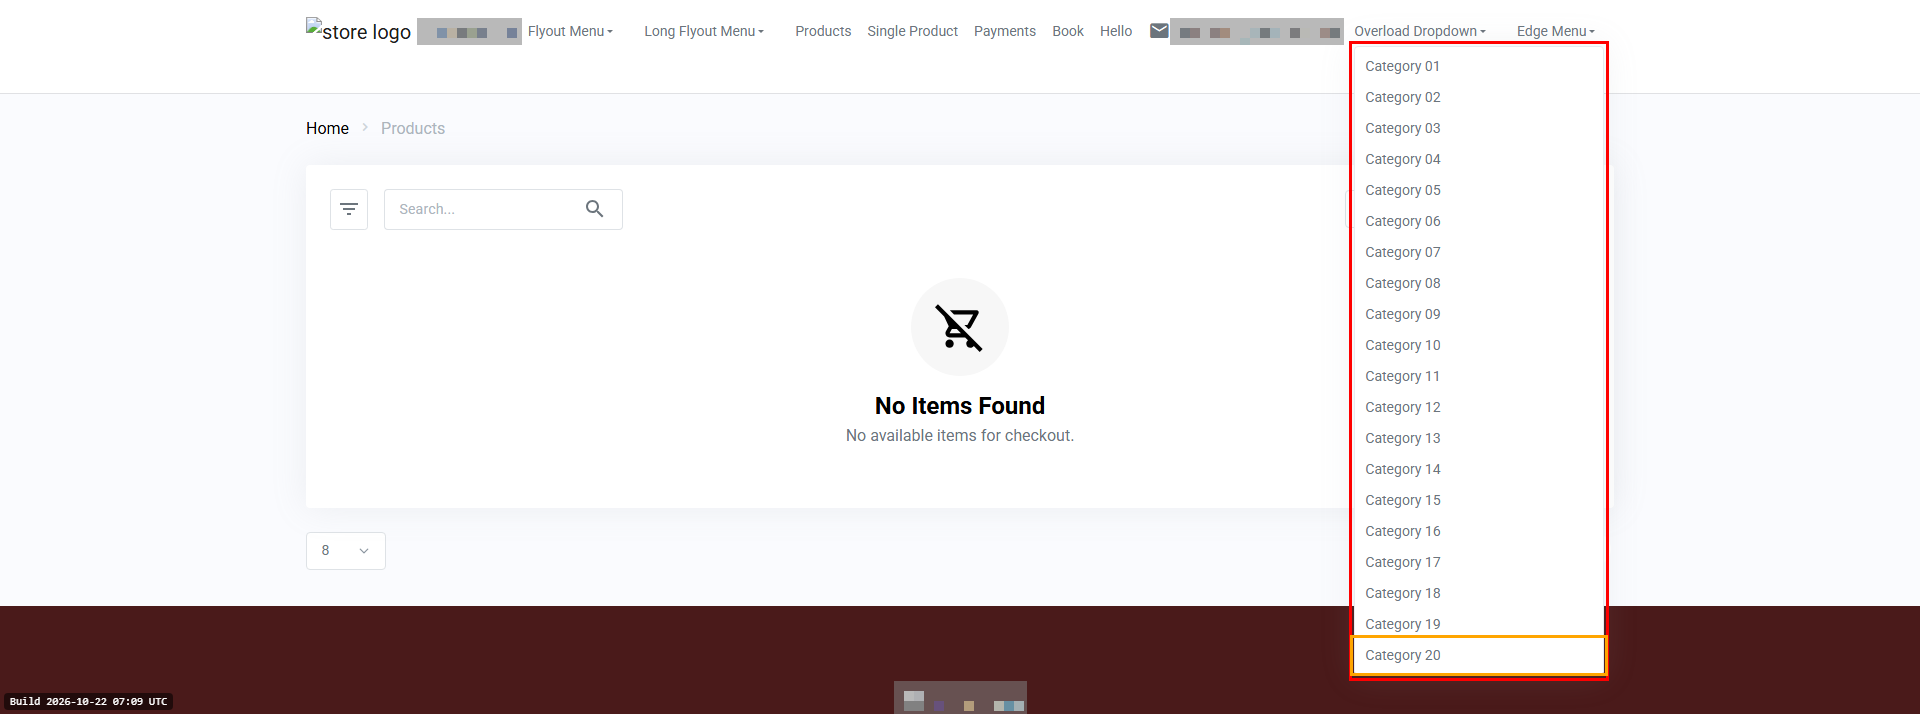 store logo
Flyout Menu
Long Flyout Menu
Products
Single Product
Payments
Book
Hello
Overload Dropdown
Edge Menu
Category 01
Category 02
Category 03
Category 04
Category 05
Category 06
Category 07
Category 08
Category 09
Category 10
Category 11
Category 12
Category 13
Category 14
Category 15
Category 16
Category 17
Category 18
Category 19
Category 20
Home
Products
Search...
No Items Found
No available items for checkout.
8
Build 2026-10-22 07:09 UTC